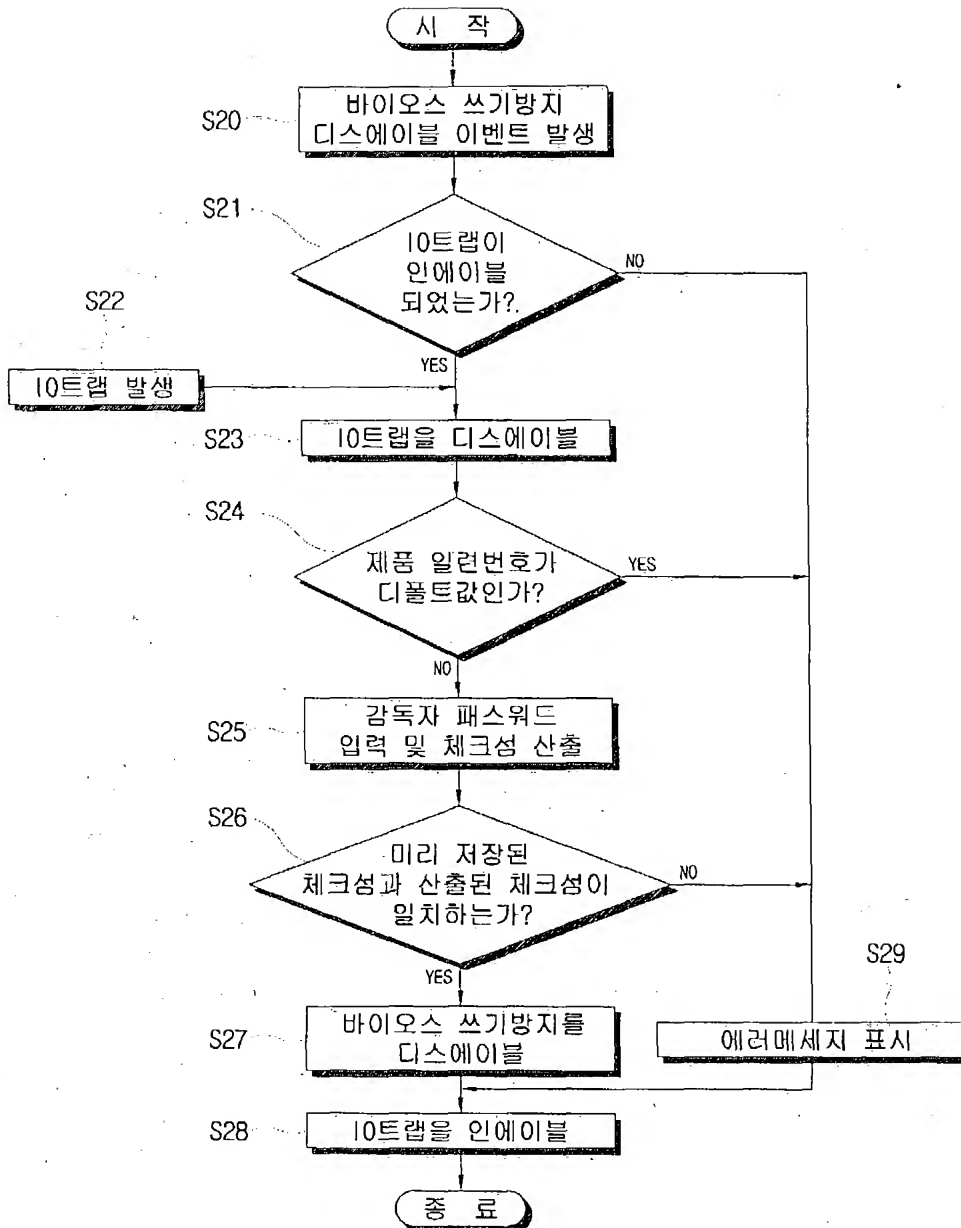 시 작
S20
바이오스 쓰기방지
디스에이블 이벤트 발생
S21
IO트랩이
인에이블
되었는가?
NO
YES
S22
IO트랩 발생
S23
IO트랩을 디스에이블
S24
제품 일련번호가
디폴트값인가?
YES
NO
S25
감독자 패스워드
입력 및 체크섬 산출
S26
미리 저장된
체크섬과 산출된 체크섬이
일치하는가?
NO
YES
S29
에러메세지 표시
S27
바이오스 쓰기방지를
디스에이블
S28
IO트랩을 인에이블
종 료